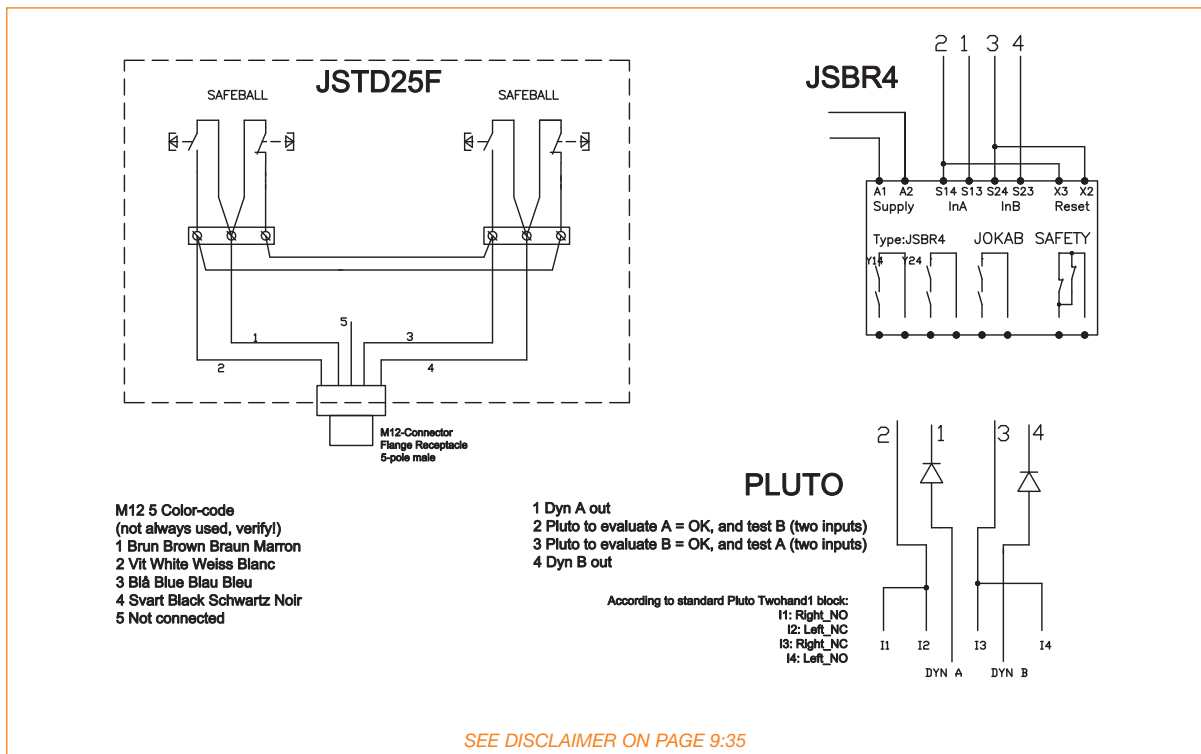 JSTD25F
SAFEBALL
SAFEBALL
5
1
3
2
4
M12-Connector
Flange Receptacle
5-pole male
JSBR4
2 1 3 4
A1 A2 S14 S13 S24 S23 X3 X2
Supply InA InB Reset
Type:JSBR4 JOKAB SAFETY
Y14 Y24
M12 5 Color-code
(not always used, verify!)
1 Brun Brown Braun Marron
2 Vit White Weiss Blanc
3 Blå Blue Blau Bleu
4 Svart Black Schwartz Noir
5 Not connected
PLUTO
1 Dyn A out
2 Pluto to evaluate A = OK, and test B (two inputs)
3 Pluto to evaluate B = OK, and test A (two inputs)
4 Dyn B out
According to standard Pluto Twohand1 block:
I1: Right_NO
I2: Left_NC
I3: Right_NC
I4: Left_NO
2 1 3 4
I1 I2 I3 I4
DYN A DYN B
SEE DISCLAIMER ON PAGE 9:35